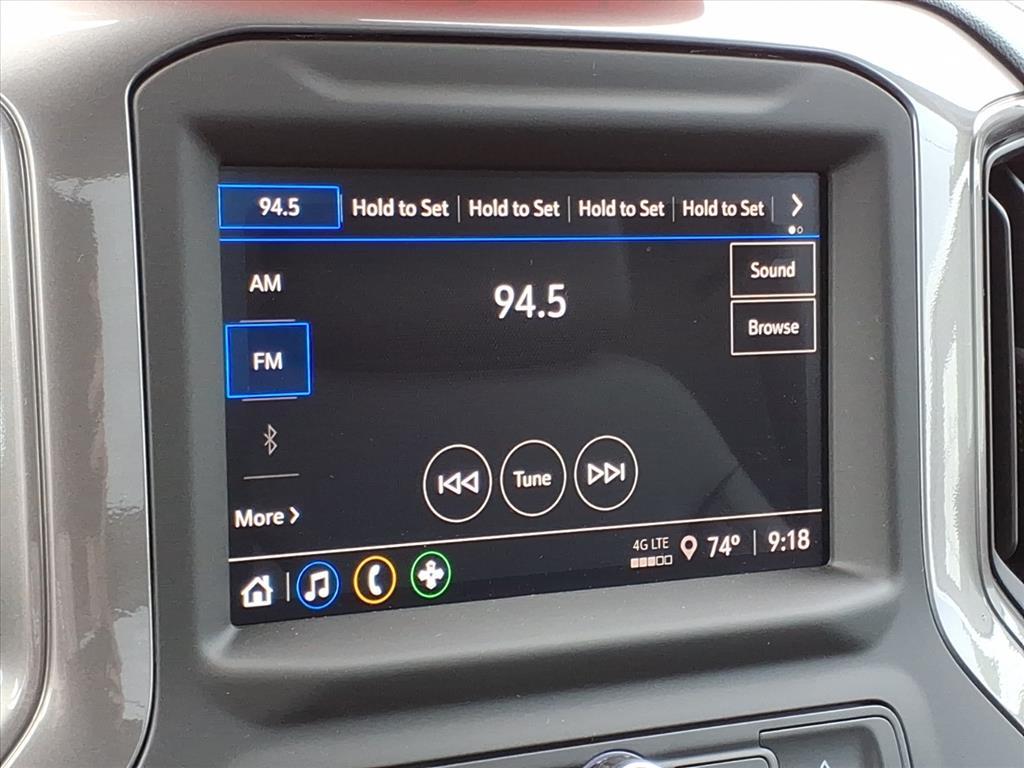 94.5 Hold to Set Hold to Set Hold to Set Hold to Set
AM
94.5
Sound
FM
Browse
Tune
More
4G LTE 74° 9:18